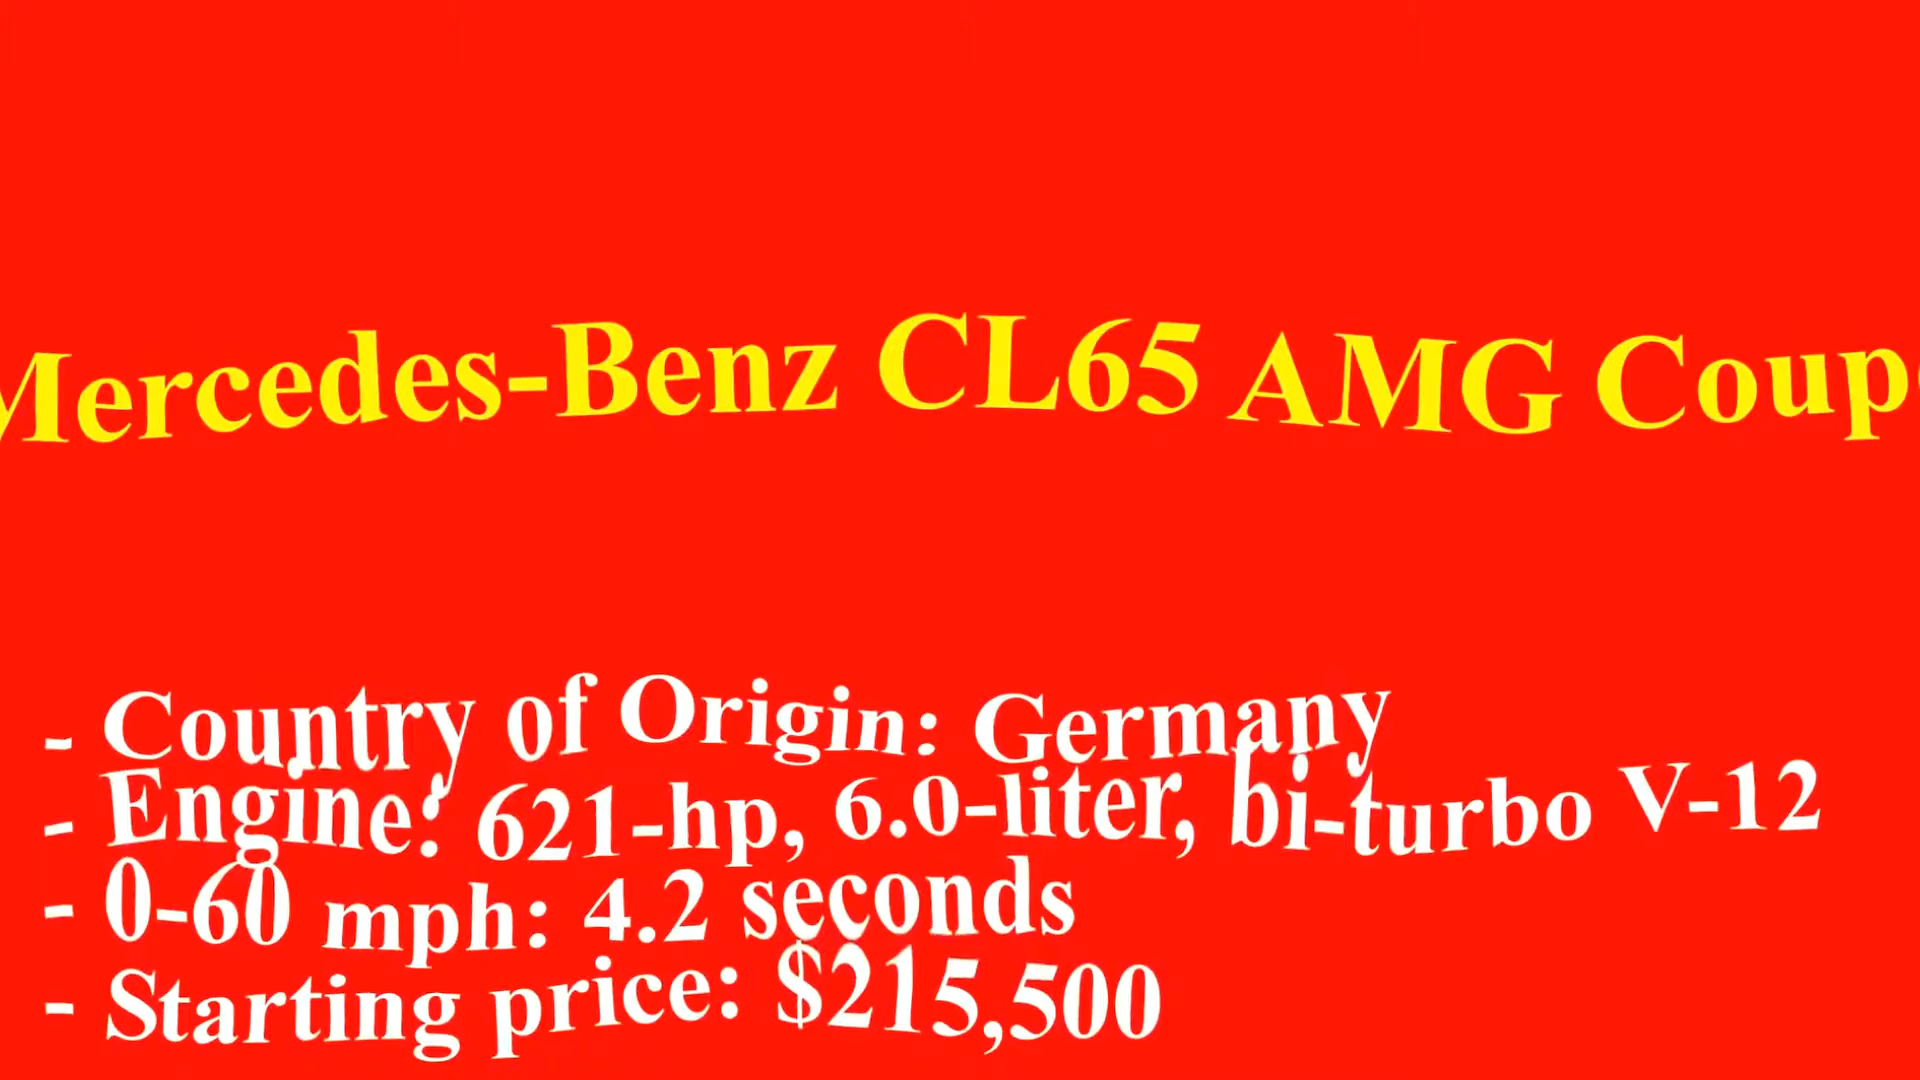 Mercedes-Benz CL65 AMG Coupe
- Country of Origin: Germany
- Engine: 621-hp, 6.0-liter, bi-turbo V-12
- 0-60 mph: 4.2 seconds
- Starting price: $215,500